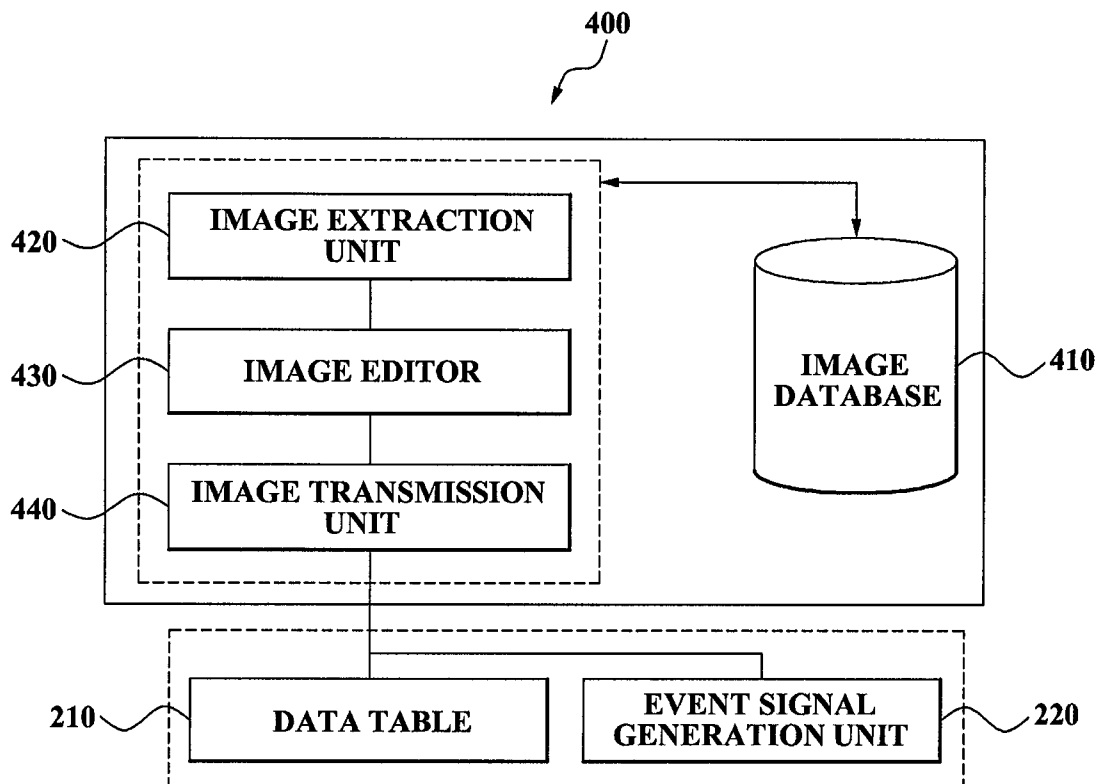 400
420
IMAGE EXTRACTION
UNIT
430
IMAGE EDITOR
IMAGE
DATABASE
410
440
IMAGE TRANSMISSION
UNIT
210
DATA TABLE
EVENT SIGNAL
GENERATION UNIT
220